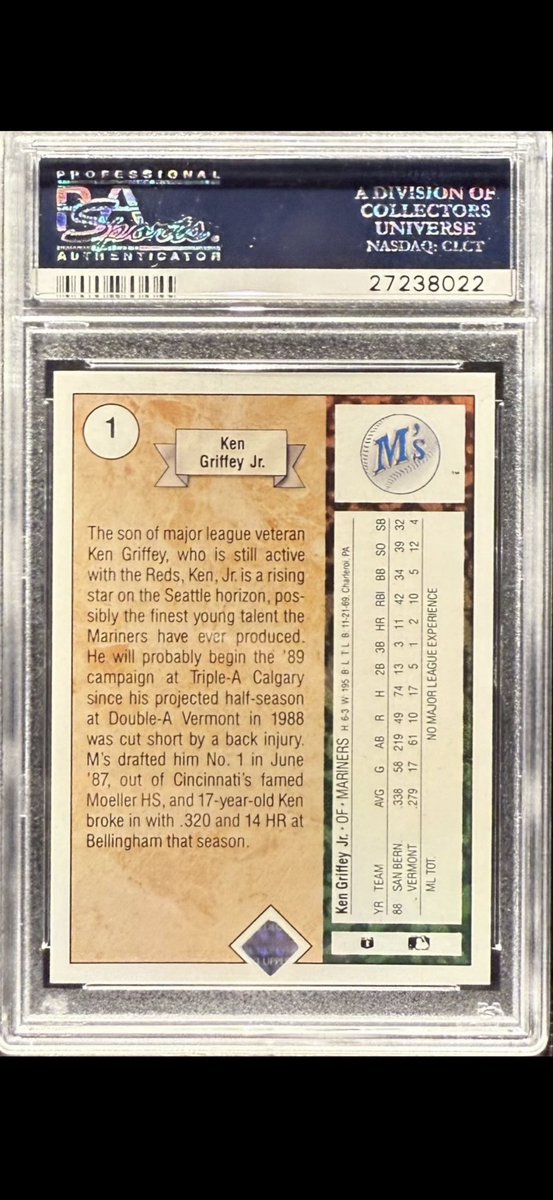 PROFESSIONAL
PSA
Sports
AUTHENTICATOR
A DIVISION OF
COLLECTORS
UNIVERSE
NASDAQ: CLCT
27238022
1
Ken
Griffey Jr.
M's
TM
The son of major league veteran
Ken Griffey, who is still active
with the Reds, Ken, Jr. is a rising
star on the Seattle horizon, pos-
sibly the finest young talent the
Mariners have ever produced.
He will probably begin the '89
campaign at Triple-A Calgary
since his projected half-season
at Double-A Vermont in 1988
was cut short by a back injury.
M's drafted him No. 1 in June
'87, out of Cincinnati's famed
Moeller HS, and 17-year-old Ken
broke in with .320 and 14 HR at
Bellingham that season.
Ken Griffey Jr. • OF • MARINERS H 6-3 W 195 B L T L B 11-21-69, Charleroi PA
YR TEAM AVG G AB R H 2B 3B HR RBI BB SO SB
88 SAN BERN. .338 58 219 49 74 13 3 11 42 34 39 32
VERMONT .279 17 61 10 17 5 1 2 10 5 12 4
ML TOT. NO MAJOR LEAGUE EXPERIENCE